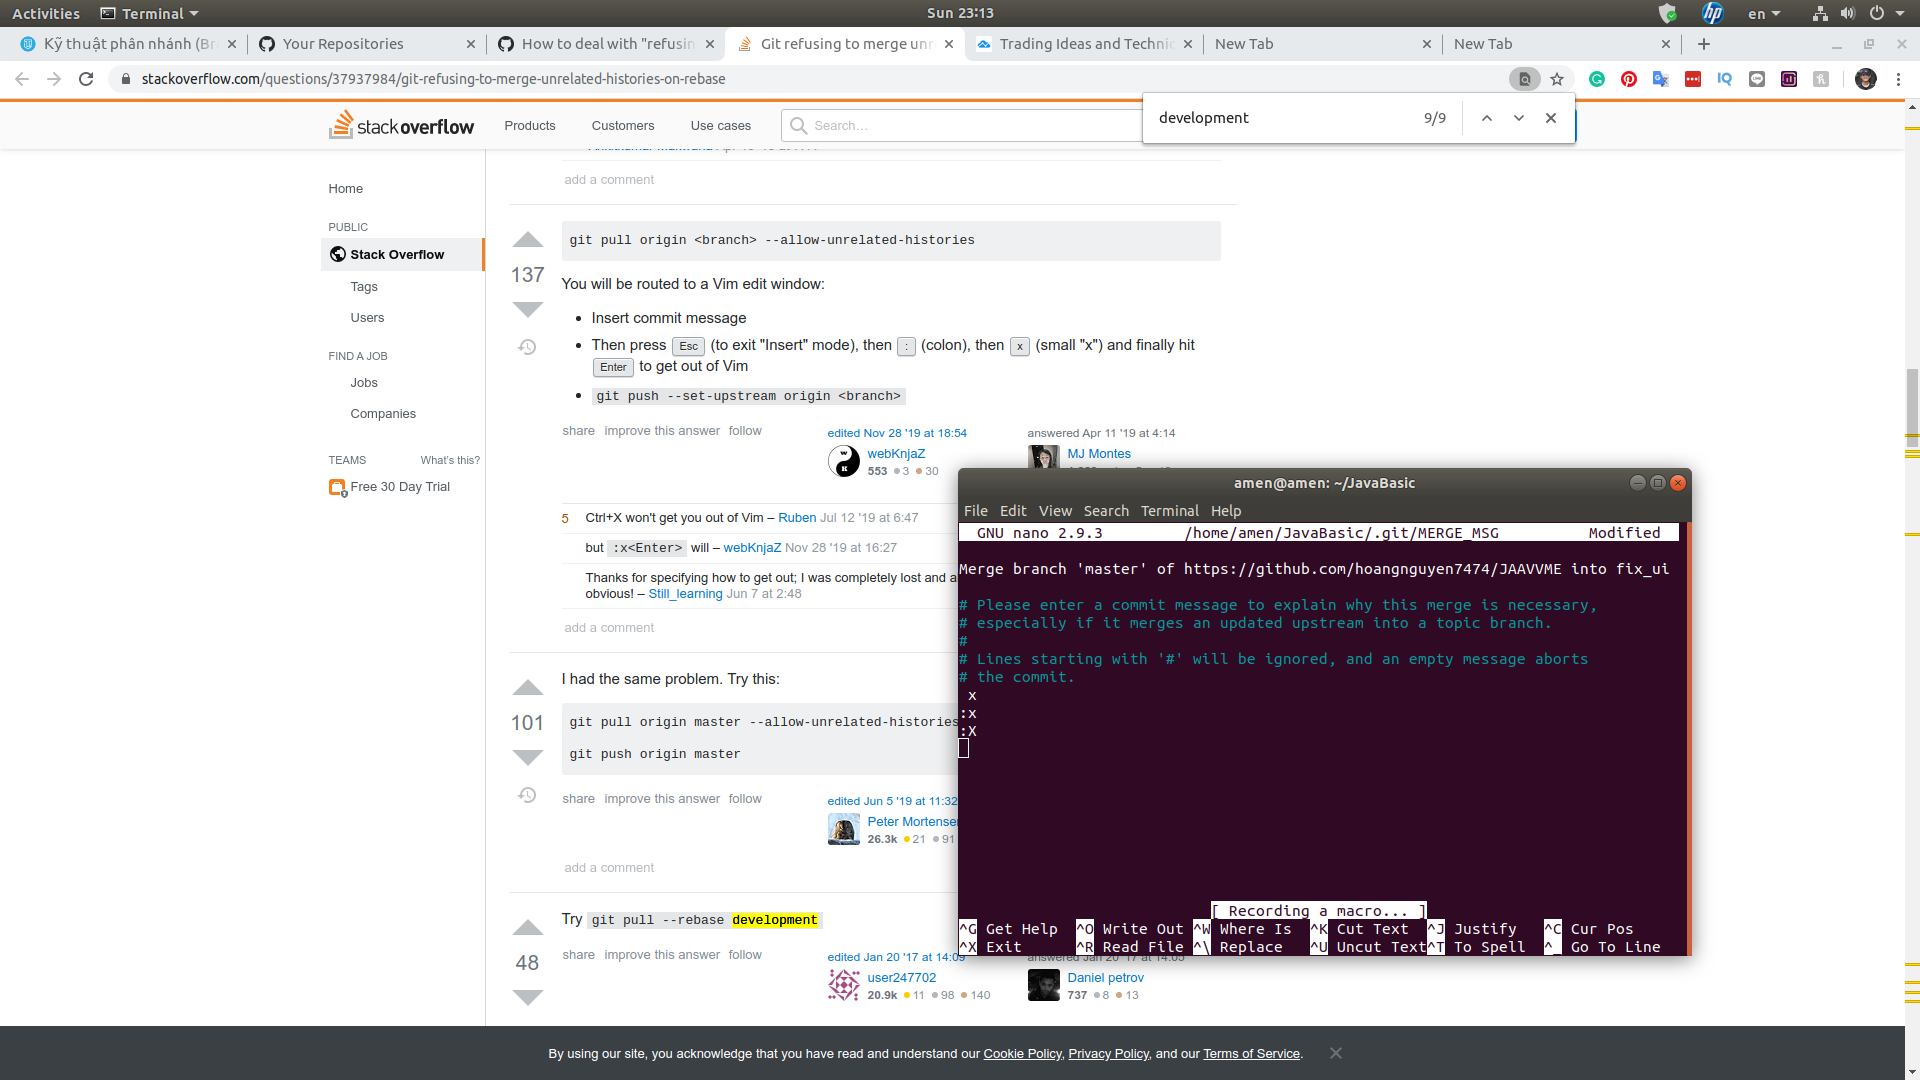 Activities Terminal Sun 23:13 en
Kỹ thuật phân nhánh (Br Your Repositories How to deal with "refusin Git refusing to merge unr Trading Ideas and Technic New Tab New Tab
stackoverflow.com/questions/37937984/git-refusing-to-merge-unrelated-histories-on-rebase
development 9/9
stackoverflow Products Customers Use cases Search...
Home
PUBLIC
Stack Overflow
Tags
Users
FIND A JOB
Jobs
Companies
TEAMS What's this?
Free 30 Day Trial
add a comment
137
git pull origin <branch> --allow-unrelated-histories
You will be routed to a Vim edit window:
Insert commit message
Then press Esc (to exit "Insert" mode), then : (colon), then x (small "x") and finally hit
Enter to get out of Vim
git push --set-upstream origin <branch>
share improve this answer follow
edited Nov 28 '19 at 18:54
webKnjaZ
553 3 30
answered Apr 11 '19 at 4:14
MJ Montes
5 Ctrl+X won't get you out of Vim – Ruben Jul 12 '19 at 6:47
but :x<Enter> will – webKnjaZ Nov 28 '19 at 16:27
Thanks for specifying how to get out; I was completely lost and a
obvious! – Still_learning Jun 7 at 2:48
add a comment
101
I had the same problem. Try this:
git pull origin master --allow-unrelated-histories
git push origin master
share improve this answer follow
edited Jun 5 '19 at 11:32
Peter Mortensen
26.3k 21 91
add a comment
48
Try git pull --rebase development
share improve this answer follow
edited Jan 20 '17 at 14:09
user247702
20.9k 11 98 140
answered Jan 20 '17 at 14:05
Daniel petrov
737 8 13
amen@amen: ~/JavaBasic
File Edit View Search Terminal Help
GNU nano 2.9.3 /home/amen/JavaBasic/.git/MERGE_MSG Modified
Merge branch 'master' of https://github.com/hoangnguyen7474/JAAVVME into fix_ui
# Please enter a commit message to explain why this merge is necessary,
# especially if it merges an updated upstream into a topic branch.
#
# Lines starting with '#' will be ignored, and an empty message aborts
# the commit.
x
:x
:X
[ Recording a macro... ]
^G Get Help ^O Write Out ^W Where Is ^K Cut Text ^J Justify ^C Cur Pos
^X Exit ^R Read File ^\ Replace ^U Uncut Text ^T To Spell ^_ Go To Line
By using our site, you acknowledge that you have read and understand our Cookie Policy, Privacy Policy, and our Terms of Service.